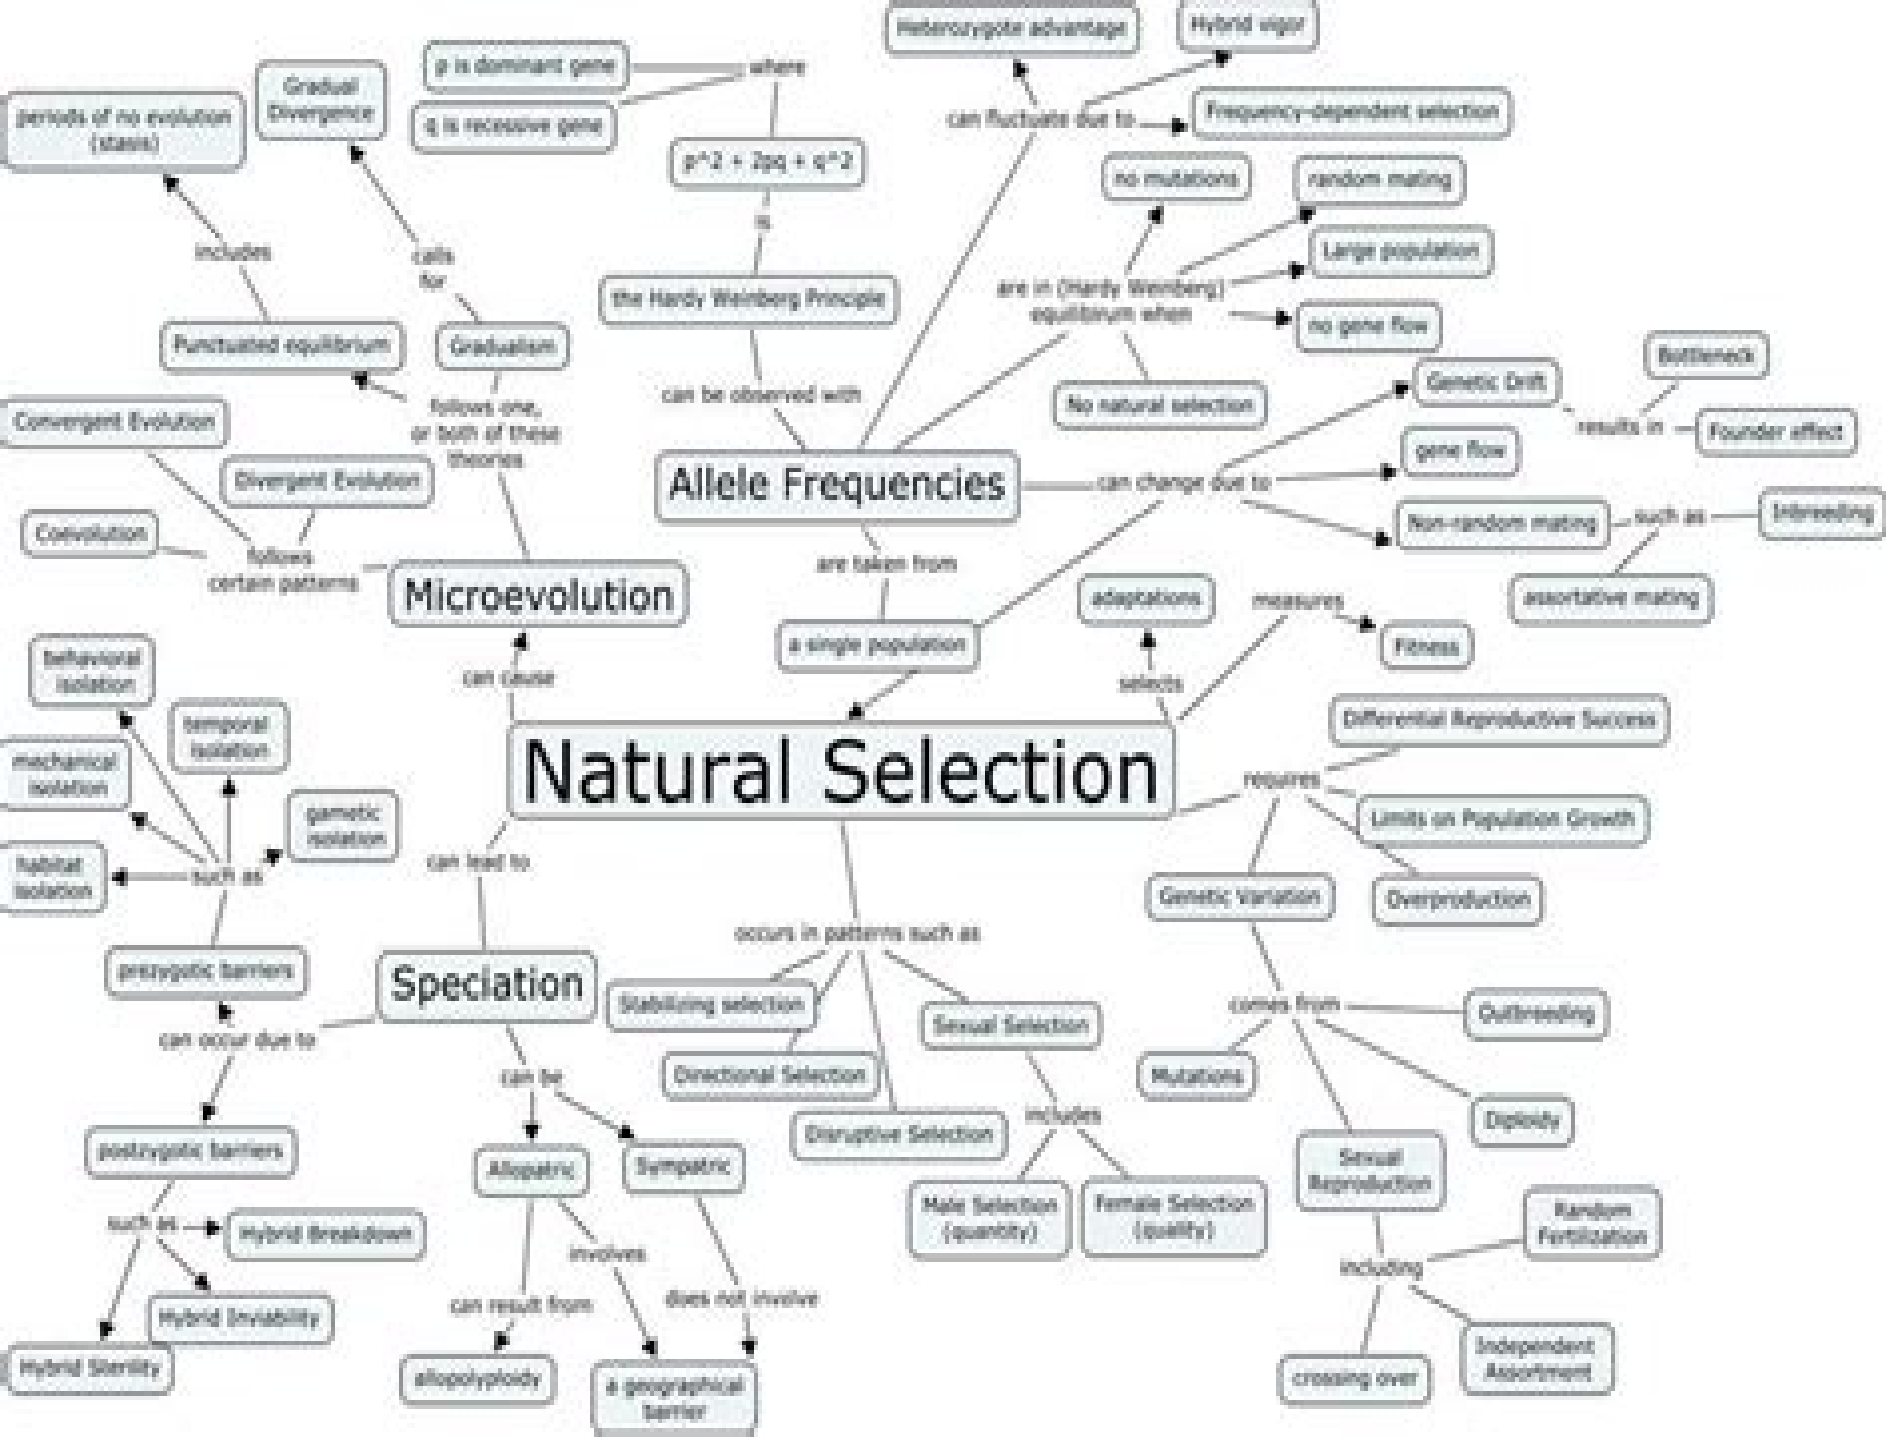 Heterozygote advantage
Hybrid vigor
p is dominant gene
where
Gradual
Divergence
periods of no evolution
(stasis)
q is recessive gene
can fluctuate due to
Frequency-dependent selection
p^2 + 2pq + q^2
no mutations
random mating
is
includes
calls
for
Large population
the Hardy Weinberg Principle
are in (Hardy Weinberg)
equilibirum when
no gene flow
Punctuated equilibrium
Gradualism
Bottleneck
Genetic Drift
can be observed with
No natural selection
follows one,
or both of these
theories
Convergent Evolution
results in
Founder effect
gene flow
Divergent Evolution
Allele Frequencies
can change due to
Non-random mating
such as
Inbreeding
Coevolution
follows
certain patterns
are taken from
Microevolution
adaptations
measures
assortative mating
a single population
Fitness
behavioral
isolation
can cause
selects
temporal
isolation
Differential Reproductive Success
mechanical
isolation
Natural Selection
requires
gametic
isolation
Limits on Population Growth
habitat
isolation
such as
can lead to
Genetic Variation
Overproduction
occurs in patterns such as
prezygotic barriers
Speciation
Stabilizing selection
Sexual Selection
comes from
Outbreeding
can occur due to
can be
Directional Selection
Mutations
includes
Diploidy
Disruptive Selection
postzygotic barriers
Allopatric
Sympatric
Sexual
Reproduction
Male Selection
(quantity)
Female Selection
(quality)
Random
Fertilization
such as
Hybrid Breakdown
involves
including
can result from
does not involve
Hybrid Inviability
Hybrid Sterility
allopolyploidy
a geographical
barrier
crossing over
Independent
Assortment